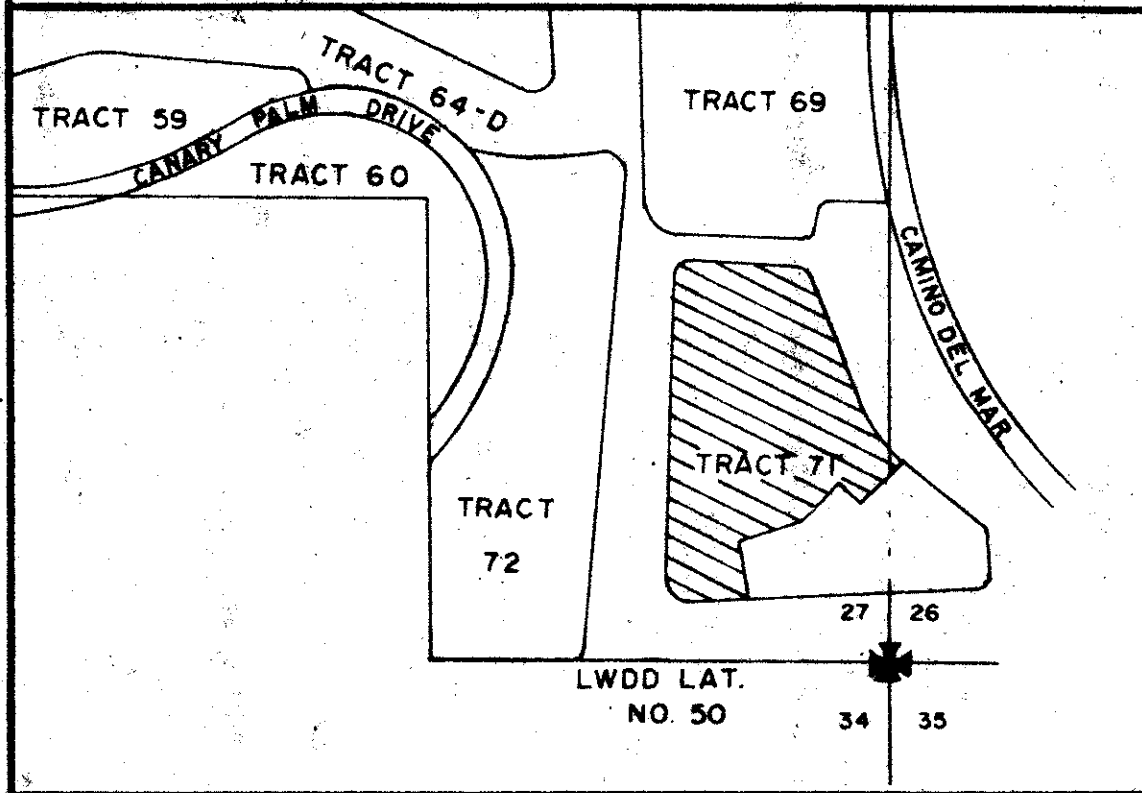 TRACT 64-D
TRACT 59
CANARY PALM DRIVE
TRACT 60
TRACT 69
CAMINO DEL MAR
TRACT 71
TRACT
72
27 26
LWDD LAT.
NO. 50
34 35